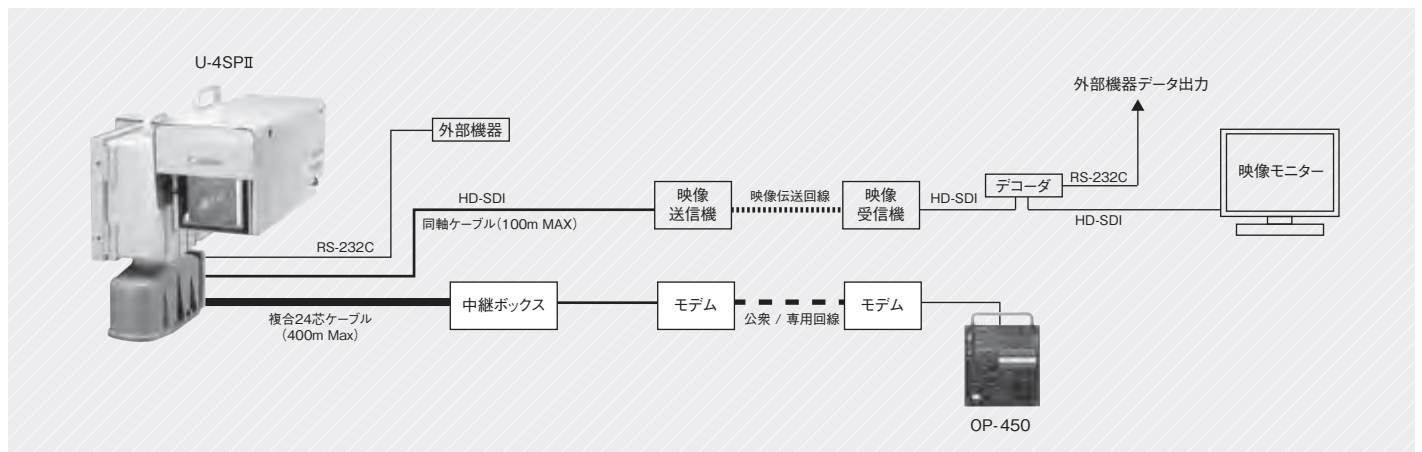 U-4SPⅡ
外部機器データ出力
外部機器
映像モニター
デコーダ
RS-232C
HD-SDI
映像
送信機
映像伝送回線
映像
受信機
HD-SDI
HD-SDI
同軸ケーブル(100m MAX)
RS-232C
中継ボックス
モデム
モデム
複合24芯ケーブル
(400m Max)
公衆 / 専用回線
OP-450